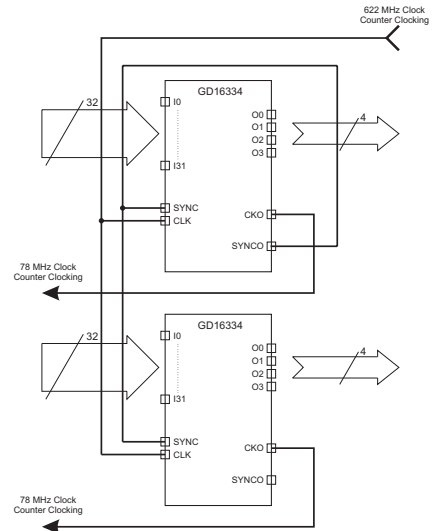 622 MHz Clock
Counter Clocking
32
GD16334
I0
O0
O1
O2
O3
4
I31
SYNC
CLK
CKO
SYNCO
78 MHz Clock
Counter Clocking
32
GD16334
I0
O0
O1
O2
O3
4
I31
SYNC
CLK
CKO
SYNCO
78 MHz Clock
Counter Clocking